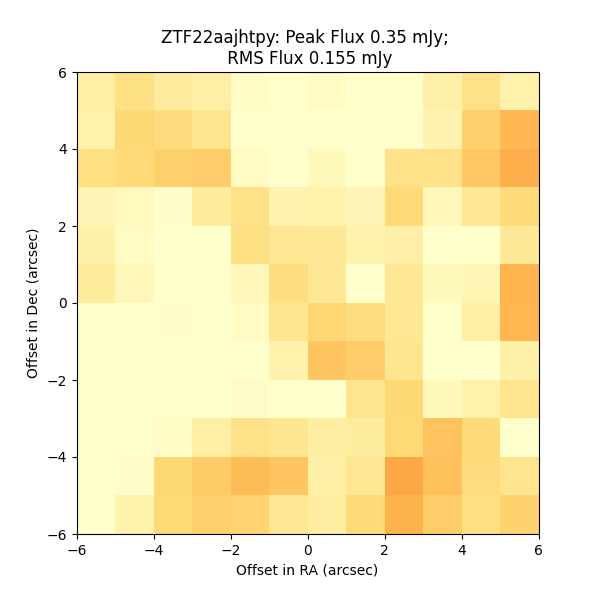 ZTF22aajhtpy: Peak Flux 0.35 mJy;
RMS Flux 0.155 mJy
6
4
2
0
−2
−4
−6
Offset in Dec (arcsec)
−6 −4 −2 0 2 4 6
Offset in RA (arcsec)